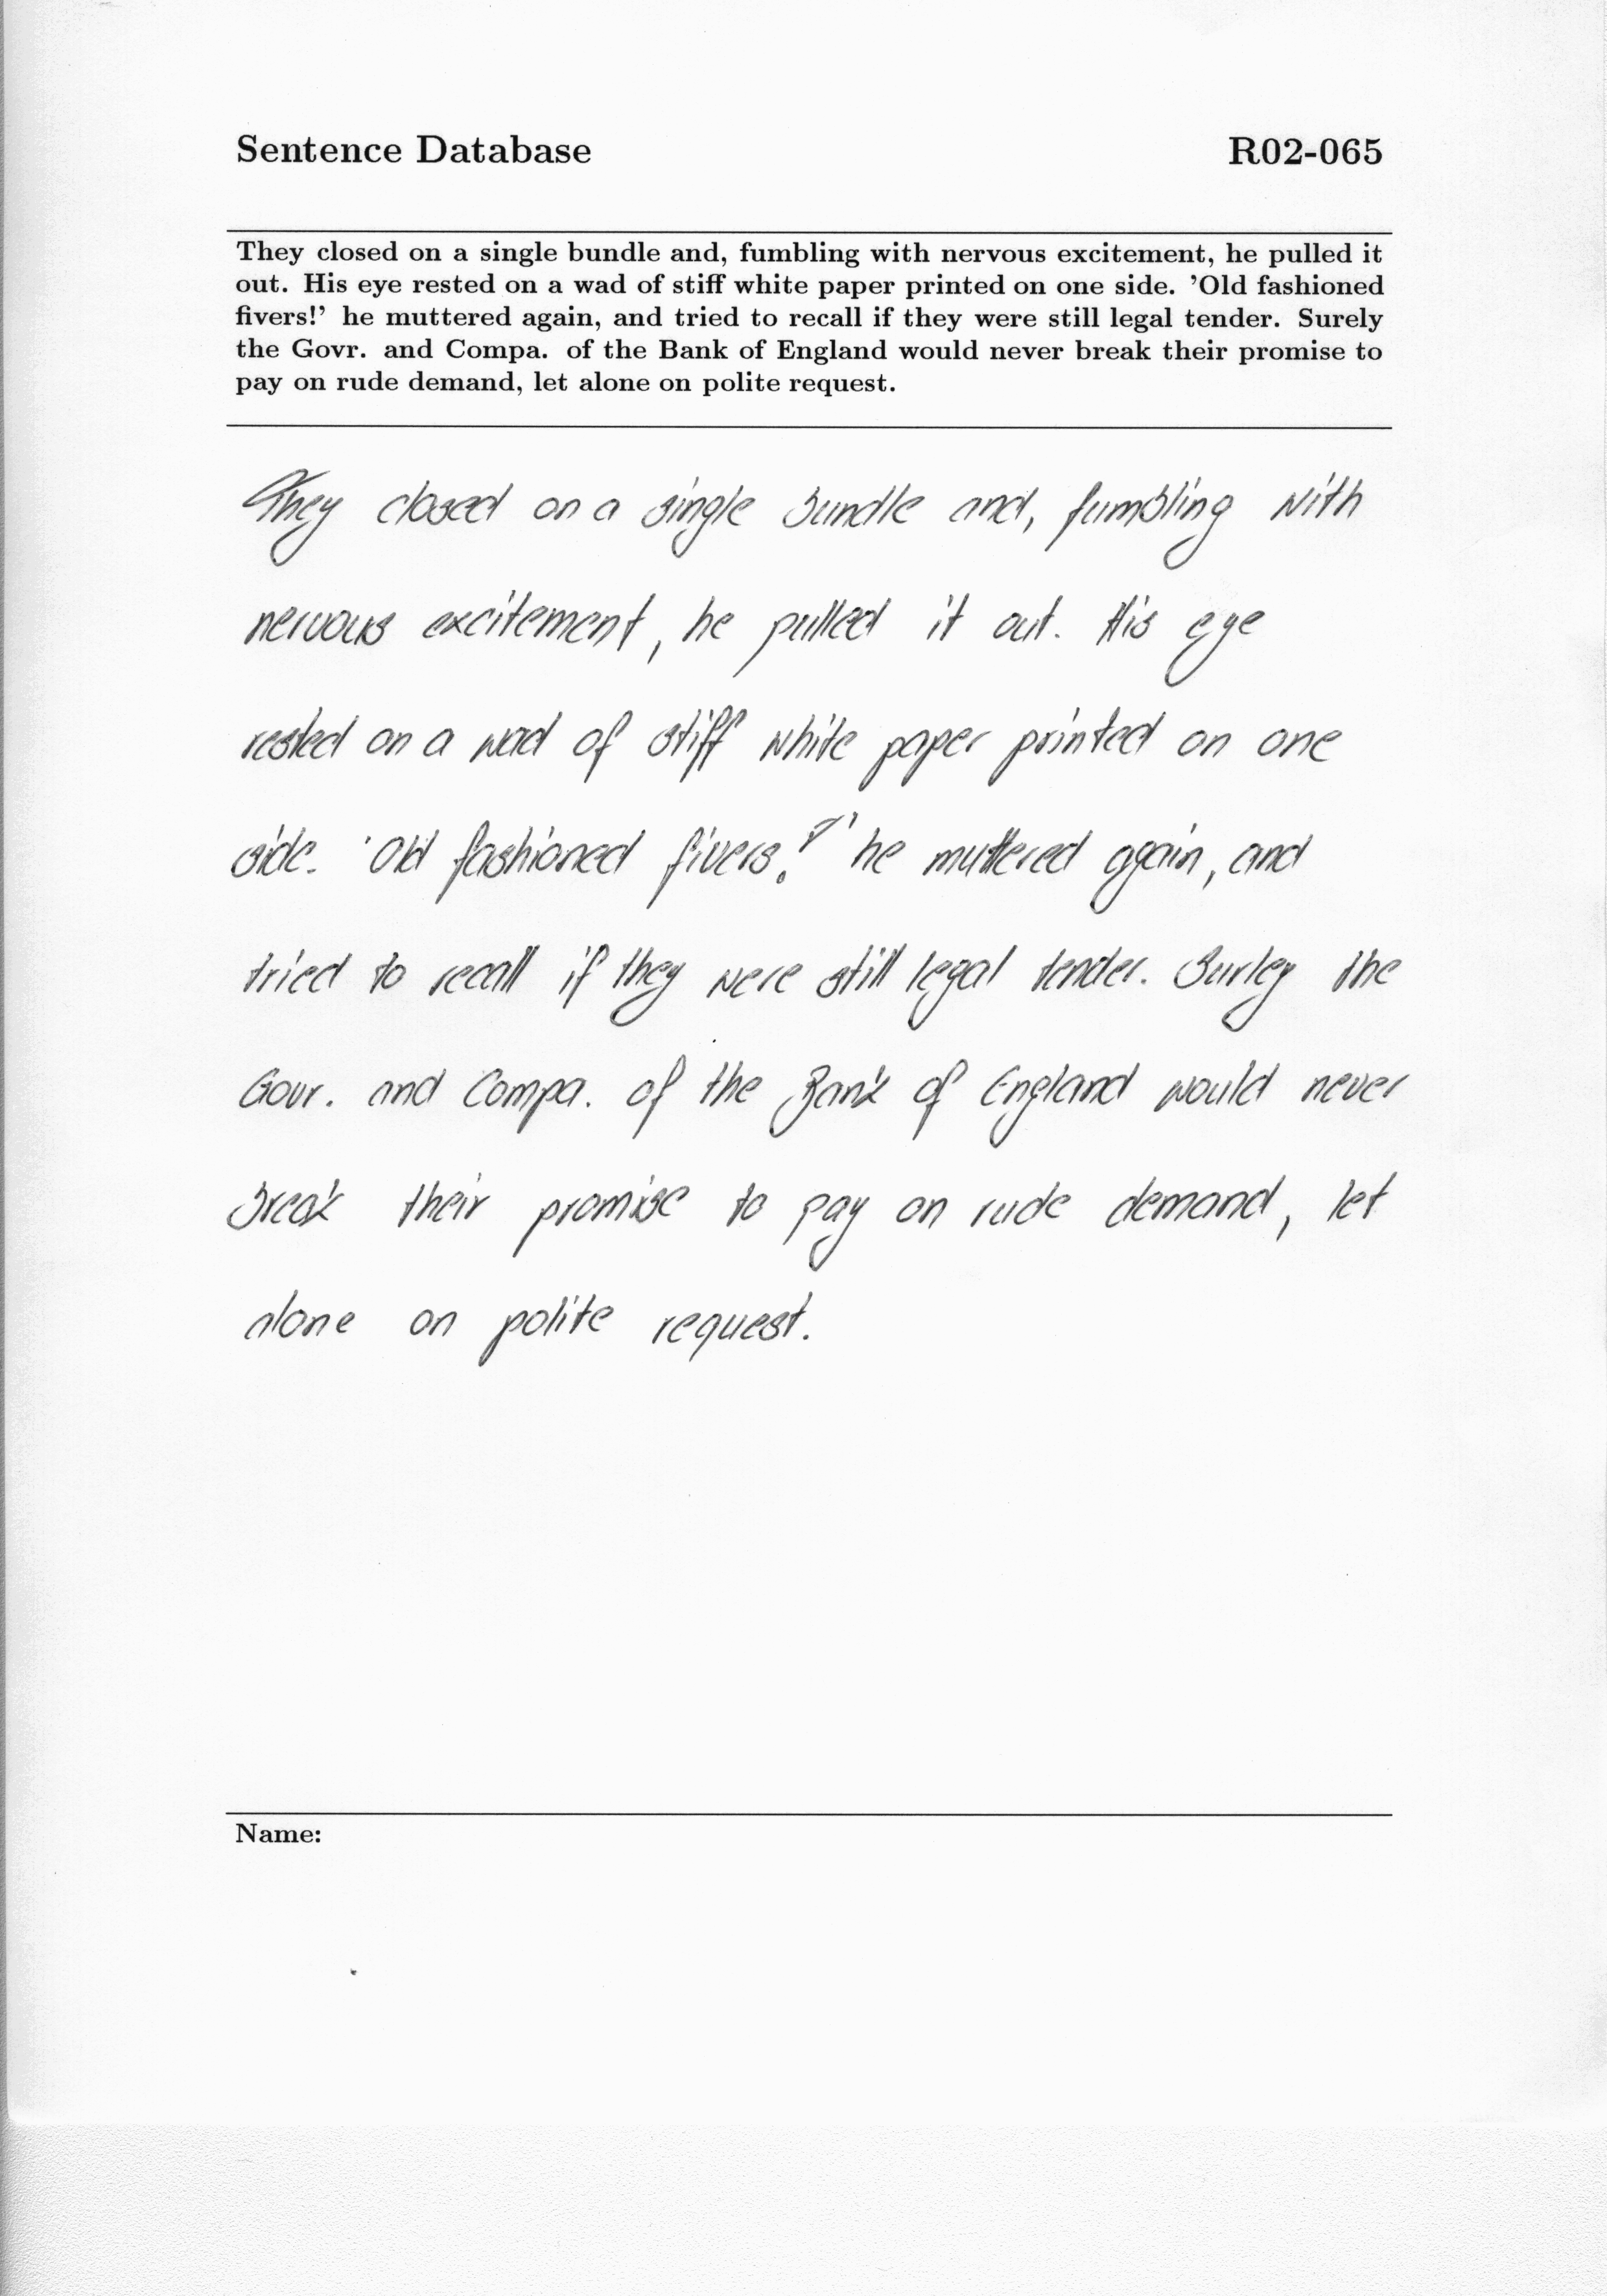 Sentence Database R02-065
They closed on a single bundle and, fumbling with nervous excitement, he pulled it
out. His eye rested on a wad of stiff white paper printed on one side. 'Old fashioned
fivers!' he muttered again, and tried to recall if they were still legal tender. Surely
the Govr. and Compa. of the Bank of England would never break their promise to
pay on rude demand, let alone on polite request.
They closed on a single bundle and, fumbling with
nervous excitement, he pulled it out. His eye
rested on a wad of stiff white paper printed on one
side. 'Old fashioned fivers!' he muttered again, and
tried to recall if they were still legal tender. Surley the
Govr. and Compa. of the Bank of England would never
break their promise to pay on rude demand, let
alone on polite request.
Name: